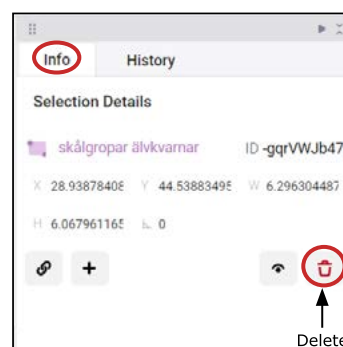 Info History
Selection Details
skålgropar älvkvarnar ID -gqrVWJb47
X 28.93878408 Y 44.53883495 W 6.296304487
H 6.067961165 0
Delete